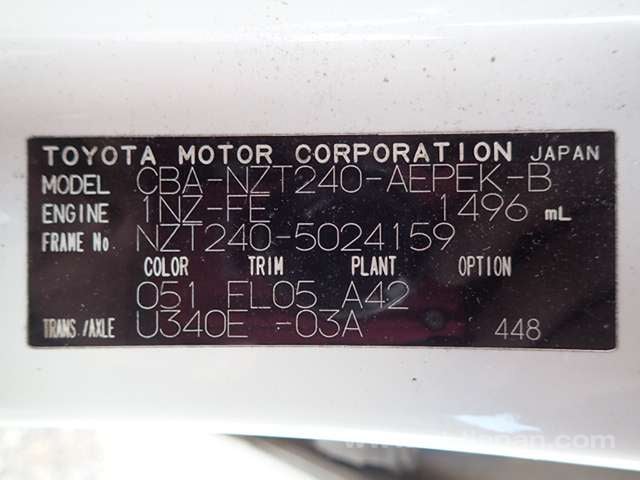 TOYOTA MOTOR CORPORATION JAPAN
MODEL CBA-NZT240-AEPEK-B
ENGINE 1NZ-FE 1496 mL
FRAME No NZT240-5024159
COLOR TRIM PLANT OPTION
051 FL05 A42
TRANS./AXLE U340E -03A 448